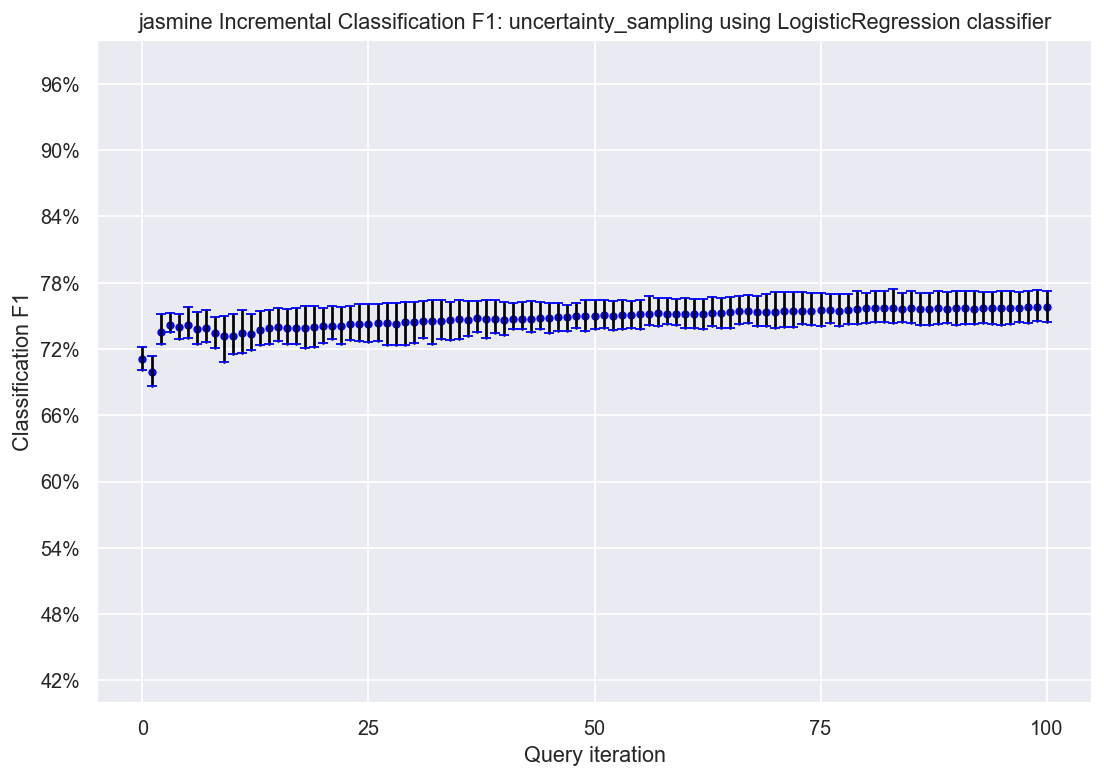 jasmine Incremental Classification F1: uncertainty_sampling using LogisticRegression classifier
96%
90%
84%
78%
72%
66%
60%
54%
48%
42%
Classification F1
0 25 50 75 100
Query iteration